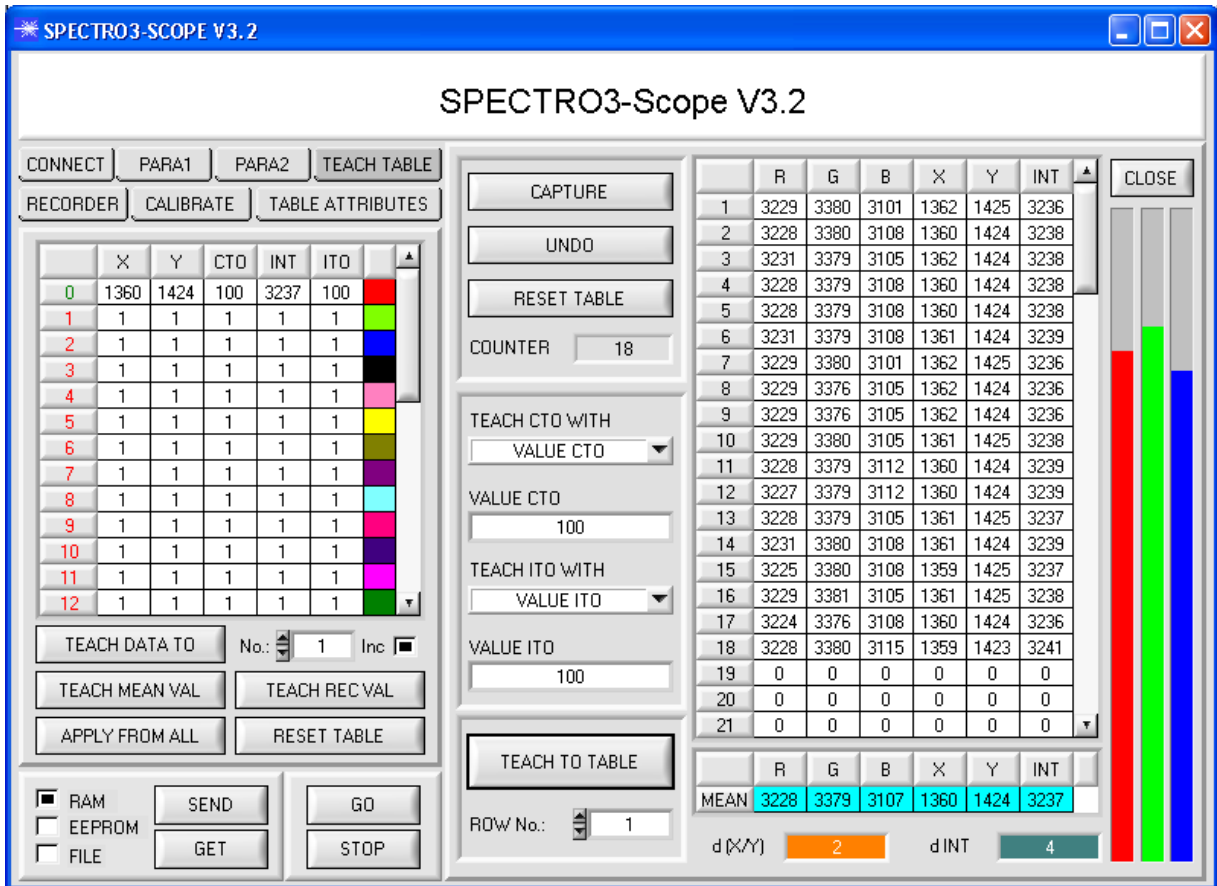 SPECTRO3-SCOPE V3.2
SPECTRO3-Scope V3.2
CONNECT PARA1 PARA2 TEACH TABLE
RECORDER CALIBRATE TABLE ATTRIBUTES
X Y CTO INT ITO
0 1360 1424 100 3237 100
1 1 1 1 1 1
2 1 1 1 1 1
3 1 1 1 1 1
4 1 1 1 1 1
5 1 1 1 1 1
6 1 1 1 1 1
7 1 1 1 1 1
8 1 1 1 1 1
9 1 1 1 1 1
10 1 1 1 1 1
11 1 1 1 1 1
12 1 1 1 1 1
TEACH DATA TO No.: 1 Inc
TEACH MEAN VAL TEACH REC VAL
APPLY FROM ALL RESET TABLE
RAM
EEPROM
FILE
SEND
GET
GO
STOP
CAPTURE
UNDO
RESET TABLE
COUNTER 18
TEACH CTO WITH
VALUE CTO
VALUE CTO
100
TEACH ITO WITH
VALUE ITO
VALUE ITO
100
TEACH TO TABLE
ROW No.: 1
R G B X Y INT
1 3229 3380 3101 1362 1425 3236
2 3228 3380 3108 1360 1424 3238
3 3231 3379 3105 1362 1424 3238
4 3228 3379 3108 1360 1424 3238
5 3228 3379 3108 1360 1424 3238
6 3231 3379 3108 1361 1424 3239
7 3229 3380 3101 1362 1425 3236
8 3229 3376 3105 1362 1424 3236
9 3229 3376 3105 1362 1424 3236
10 3229 3380 3105 1361 1425 3238
11 3228 3379 3112 1360 1424 3239
12 3227 3379 3112 1360 1424 3239
13 3228 3379 3105 1361 1425 3237
14 3231 3380 3108 1361 1424 3239
15 3225 3380 3108 1359 1425 3237
16 3229 3381 3105 1361 1425 3238
17 3224 3376 3108 1360 1424 3236
18 3228 3380 3115 1359 1423 3241
19 0 0 0 0 0 0
20 0 0 0 0 0 0
21 0 0 0 0 0 0
R G B X Y INT
MEAN 3228 3379 3107 1360 1424 3237
d (X/Y) 2 d INT 4
CLOSE